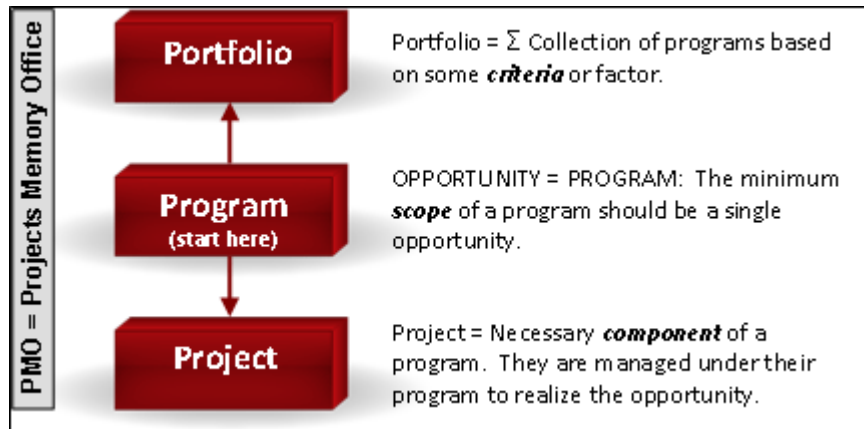 PMO = Projects Memory Office
Portfolio
Portfolio = Σ Collection of programs based
on some criteria or factor.
Program
(start here)
OPPORTUNITY = PROGRAM: The minimum
scope of a program should be a single
opportunity.
Project
Project = Necessary component of a
program. They are managed under their
program to realize the opportunity.